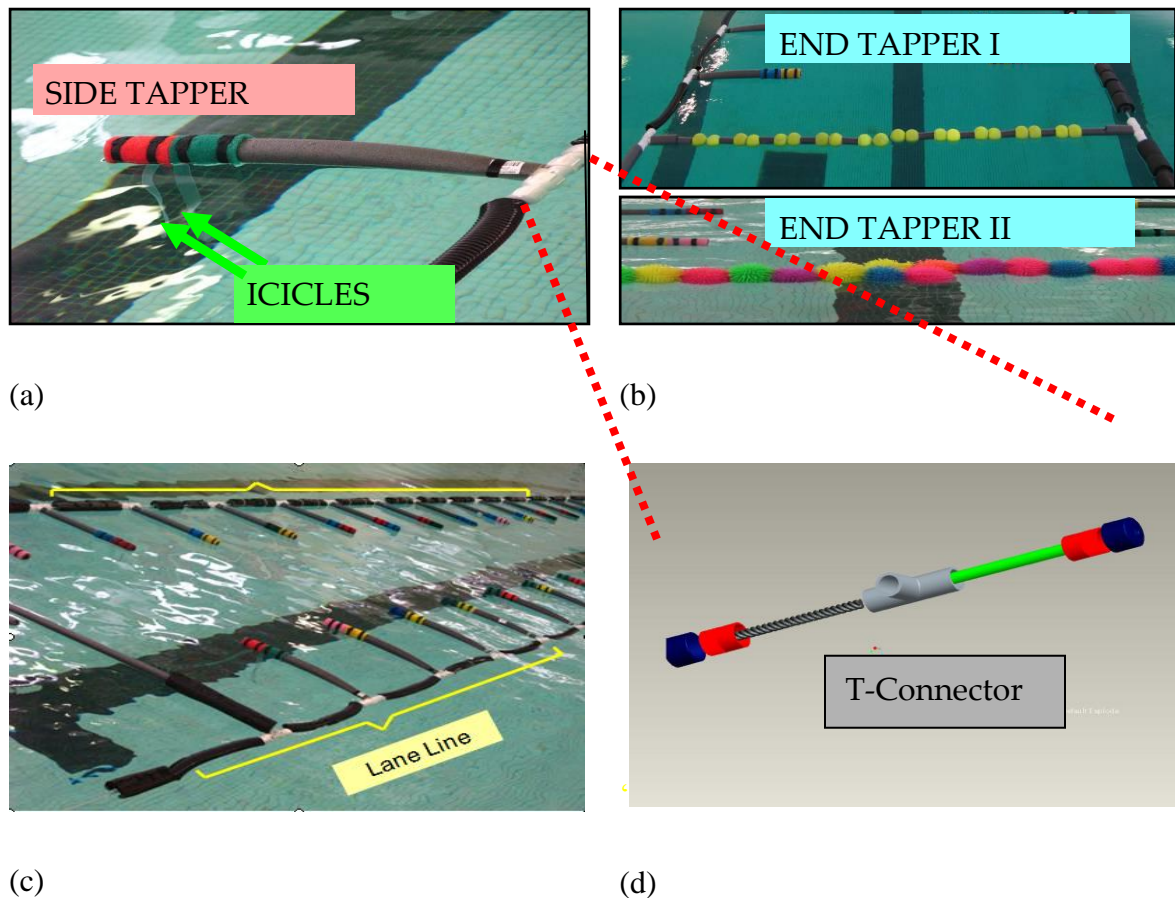 SIDE TAPPER
ICICLES
END TAPPER I
END TAPPER II
(a)
(b)
Lane Line
T-Connector
(c)
(d)